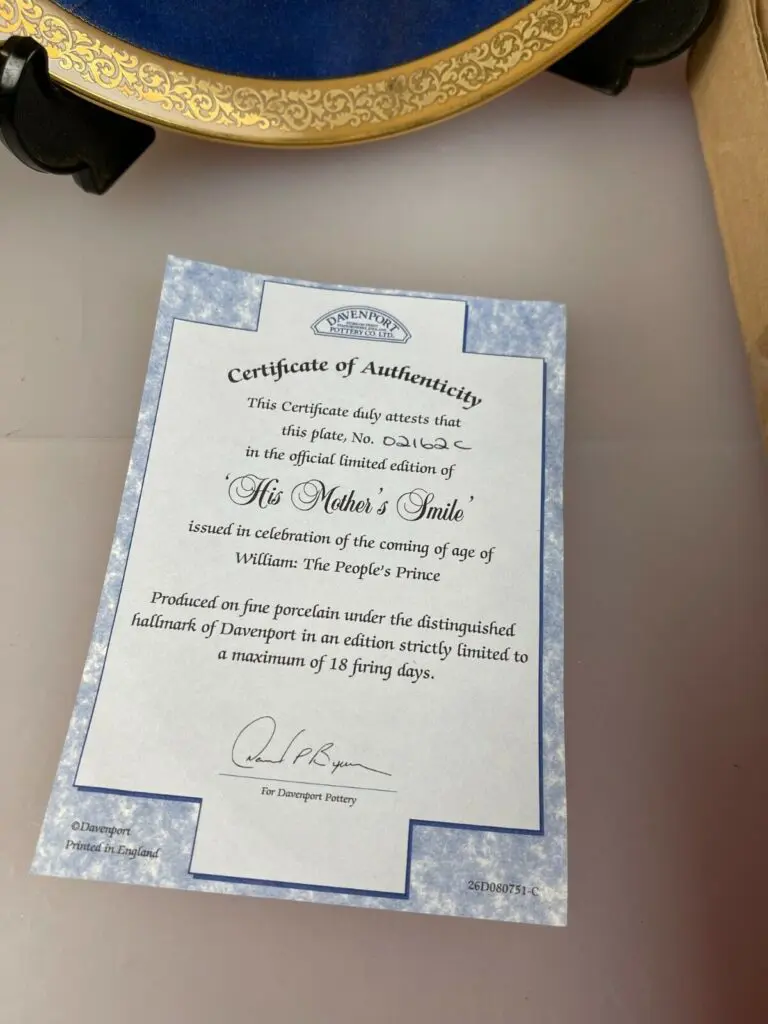 DAVENPORT
POTTERY CO. LTD.
Certificate of Authenticity
This Certificate duly attests that
this plate, No. 02162C
in the official limited edition of
'His Mother's Smile'
issued in celebration of the coming of age of
William: The People's Prince
Produced on fine porcelain under the distinguished
hallmark of Davenport in an edition strictly limited to
a maximum of 18 firing days.
For Davenport Pottery
©Davenport
Printed in England
26D080751-C